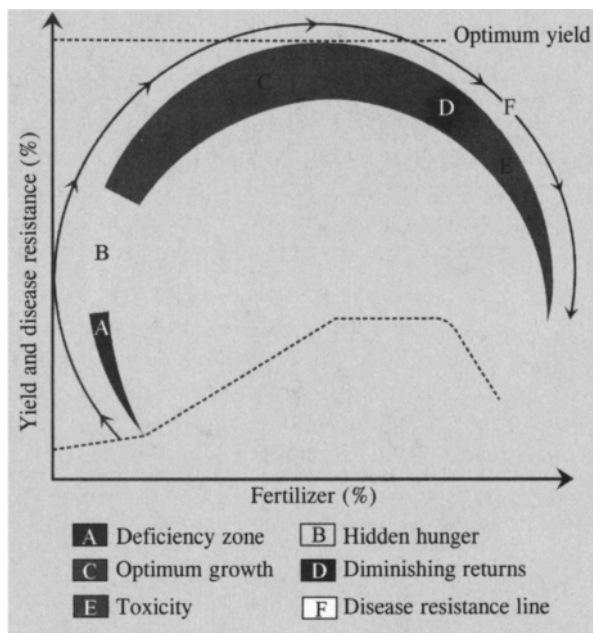 Optimum yield
C
D
F
E
B
A
Yield and disease resistance (%)
Fertilizer (%)
A Deficiency zone
B Hidden hunger
C Optimum growth
D Diminishing returns
E Toxicity
F Disease resistance line